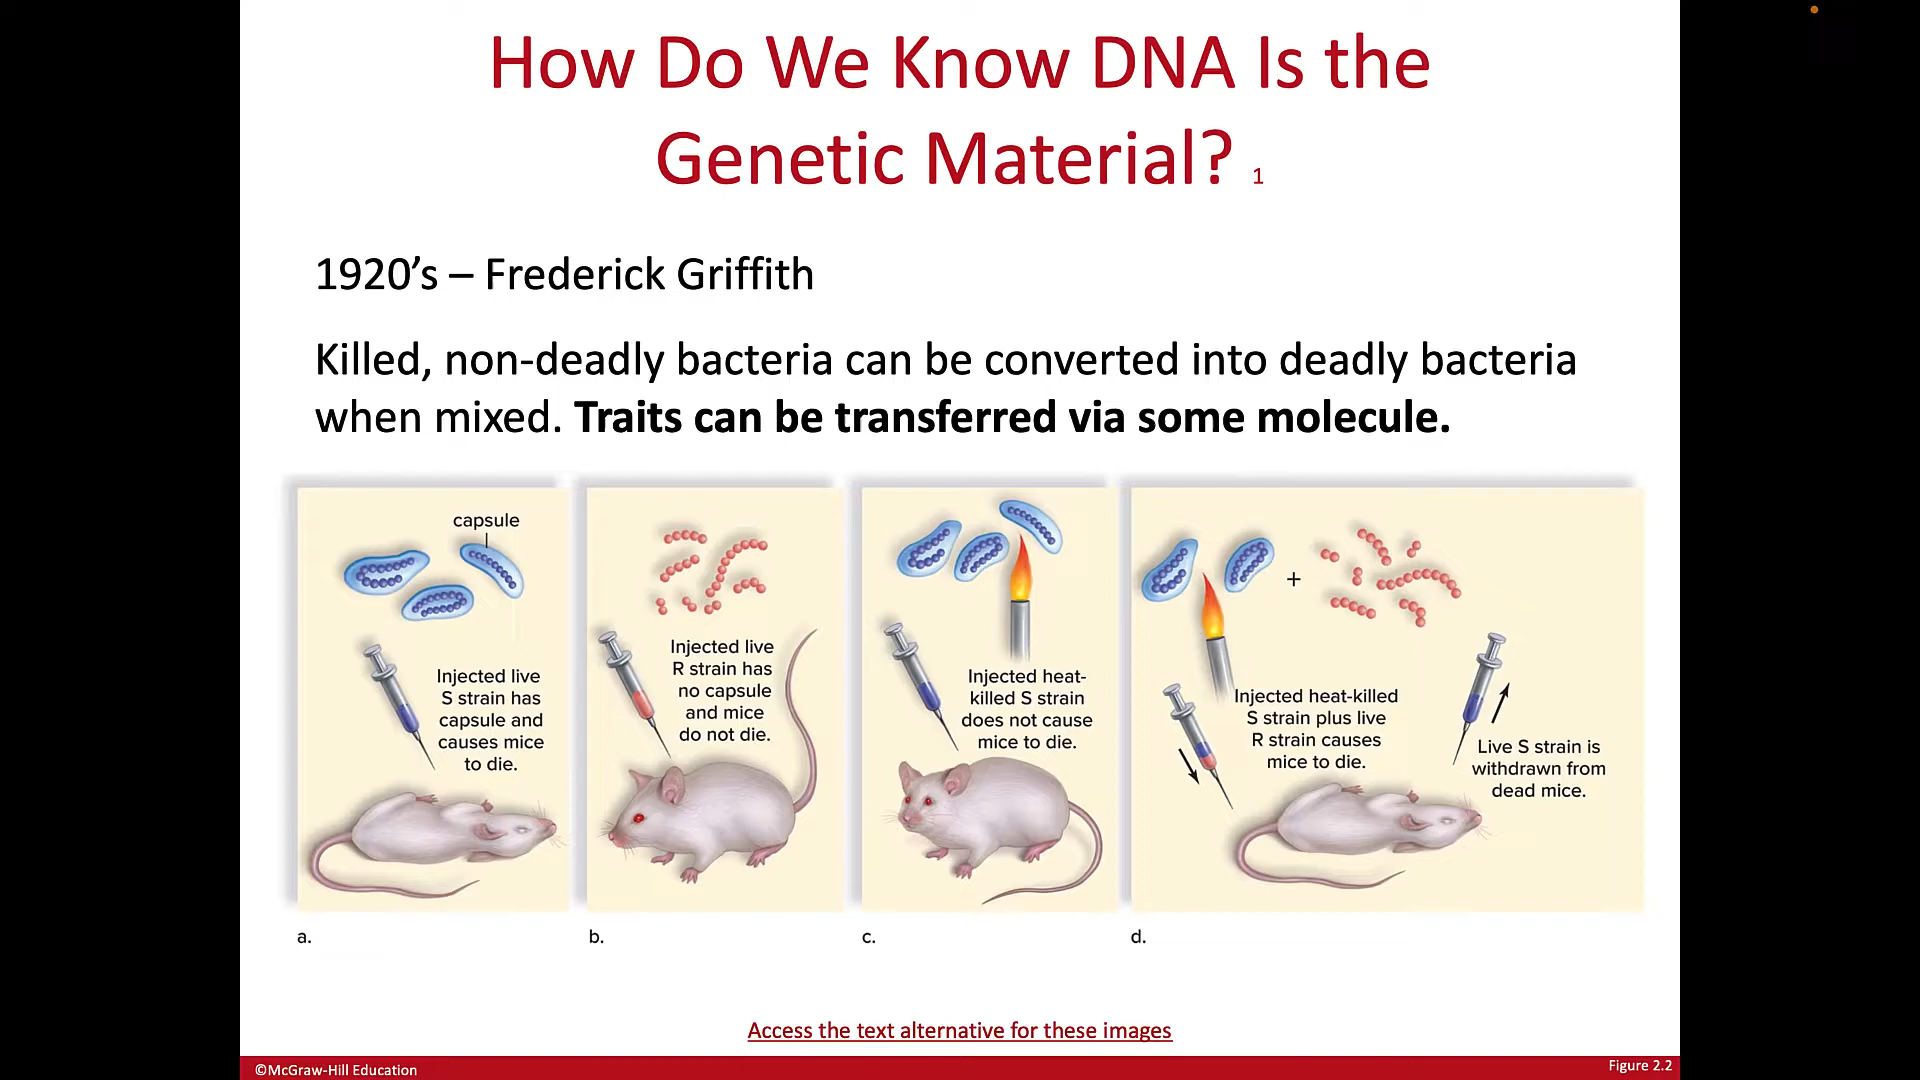 How Do We Know DNA Is the
Genetic Material? 1
1920’s – Frederick Griffith
Killed, non-deadly bacteria can be converted into deadly bacteria
when mixed. Traits can be transferred via some molecule.
capsule
Injected live
S strain has
capsule and
causes mice
to die.
a.
Injected live
R strain has
no capsule
and mice
do not die.
b.
Injected heat-
killed S strain
does not cause
mice to die.
c.
+
Injected heat-killed
S strain plus live
R strain causes
mice to die.
Live S strain is
withdrawn from
dead mice.
d.
Access the text alternative for these images
©McGraw-Hill Education
Figure 2.2